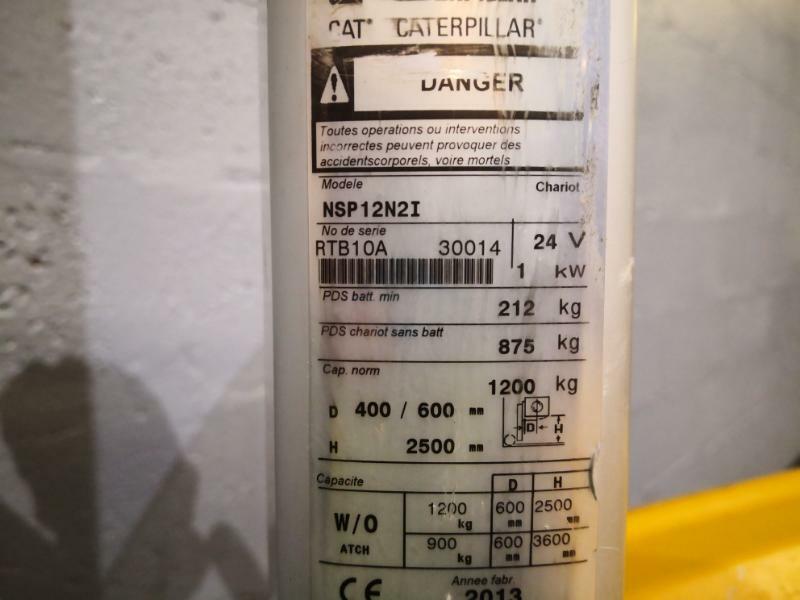 CAT® CATERPILLAR®
DANGER
Toutes operations ou interventions
incorrectes peuvent provoquer des
accidentscorporels, voire mortels
Modele Chariot
NSP12N2I
No de serie
RTB10A 30014 24 V
1 kW
PDS batt. min
212 kg
PDS chariot sans batt
875 kg
Cap. norm
1200 kg
D 400 / 600 mm
D H
H 2500 mm
Capacite D H
W/O ATCH 1200 kg 600 mm 2500 mm
900 kg 600 mm 3600 mm
CE Annee fabr.
2013